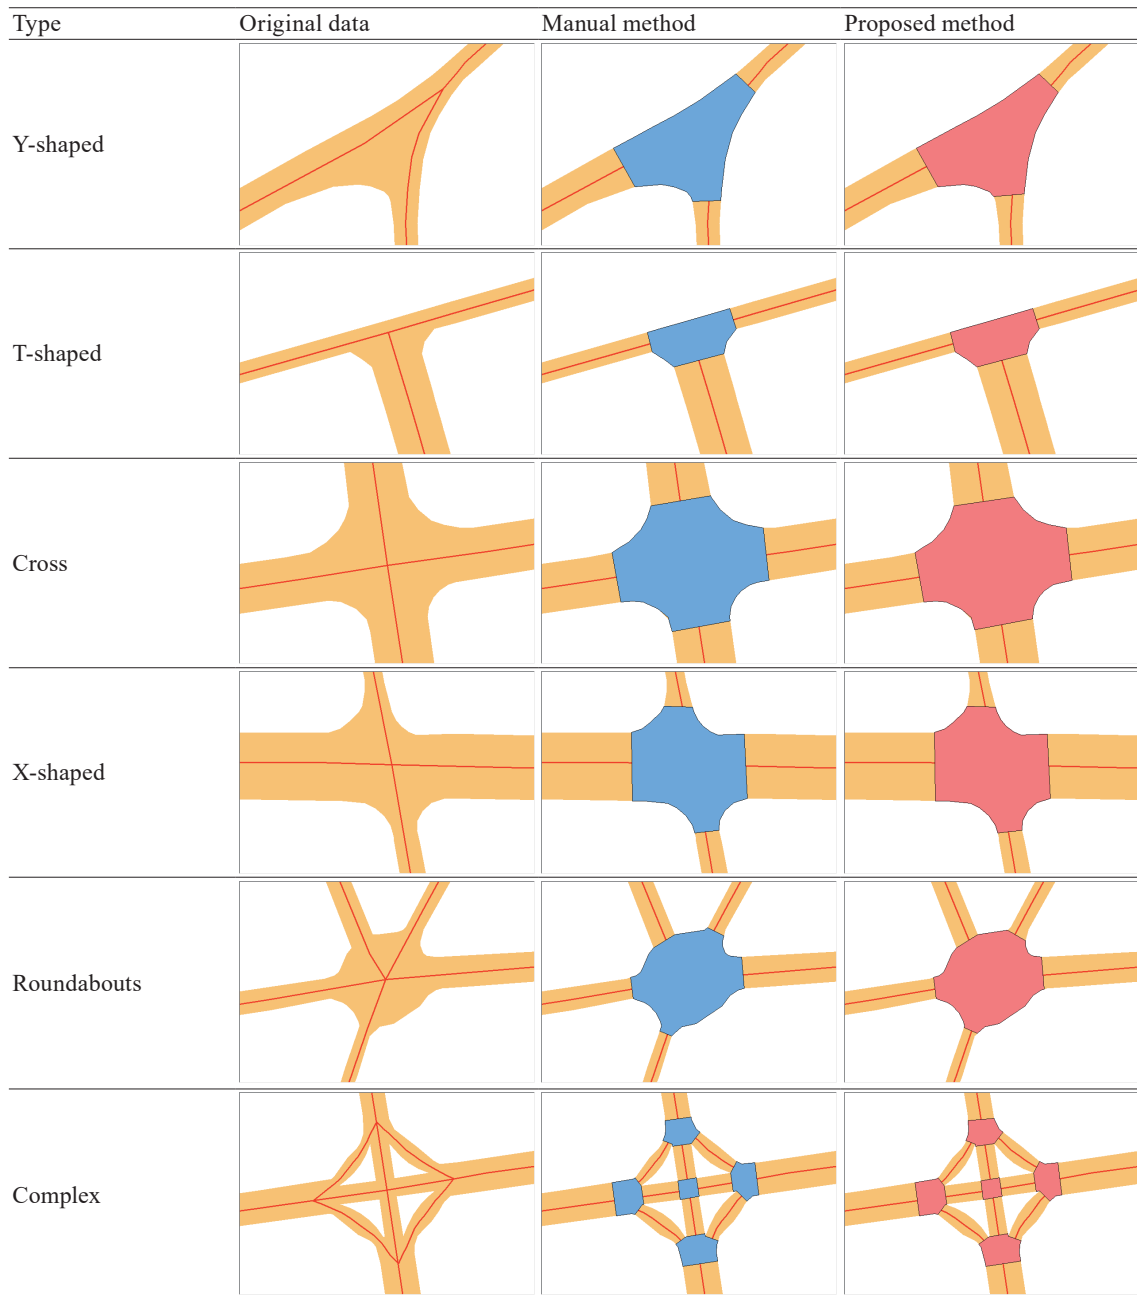 Type Original data Manual method Proposed method
Y-shaped
T-shaped
Cross
X-shaped
Roundabouts
Complex